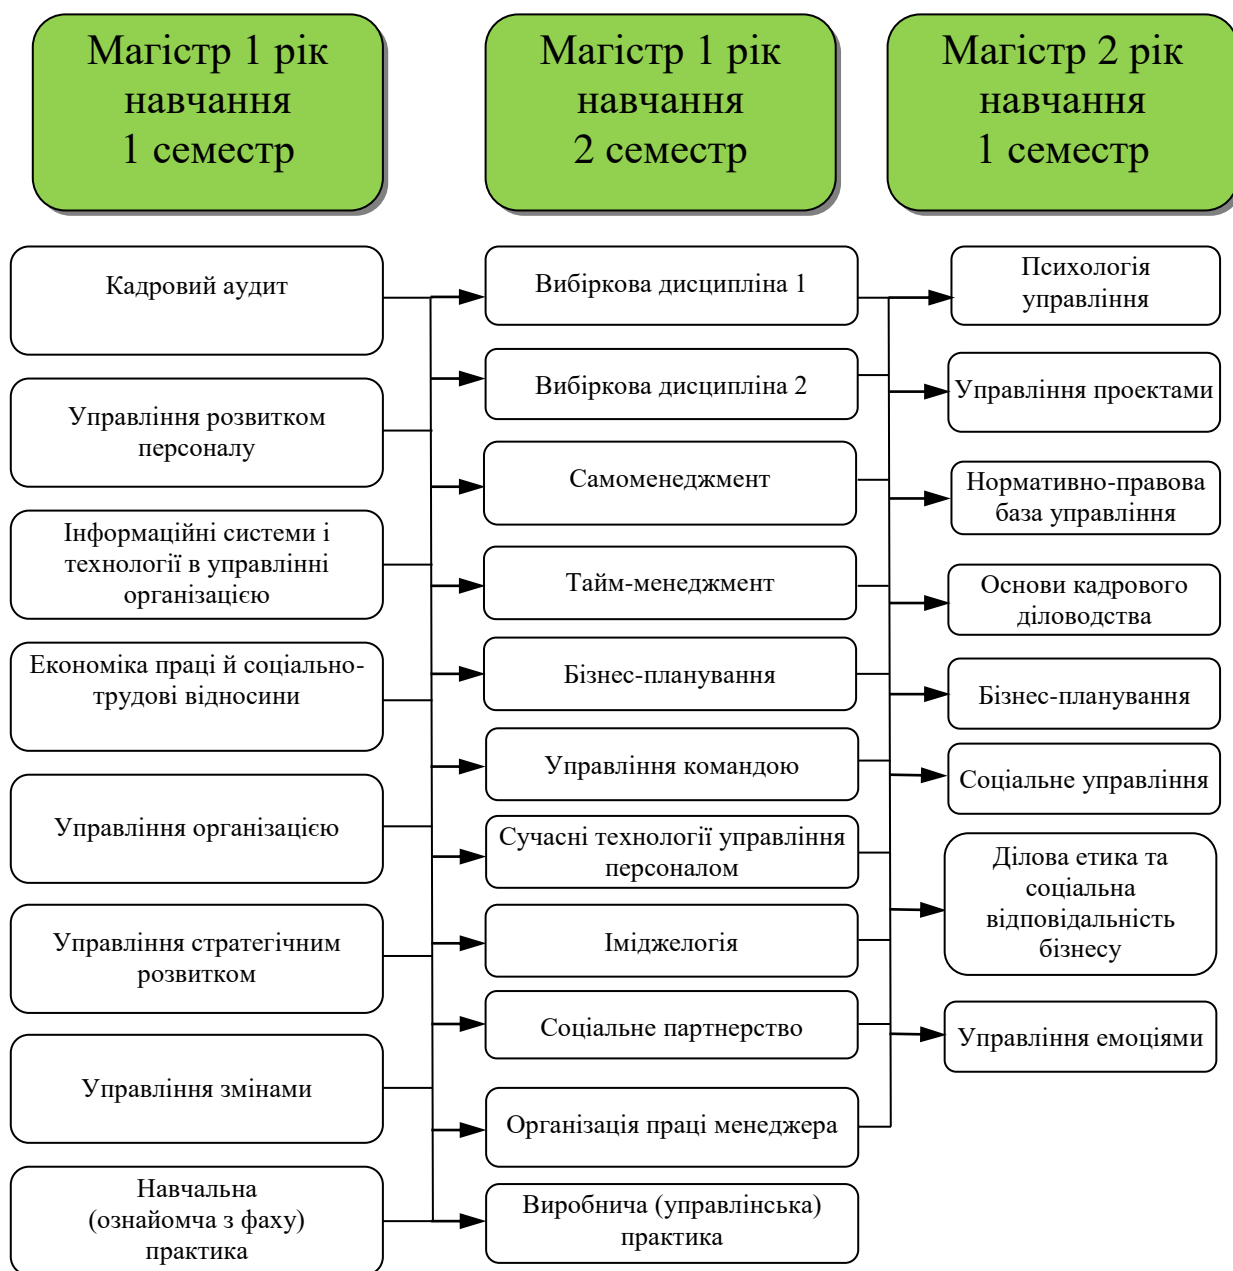 Магістр 1 рік
навчання
1 семестр
Магістр 1 рік
навчання
2 семестр
Магістр 2 рік
навчання
1 семестр
Кадровий аудит
Управління розвитком
персоналу
Інформаційні системи і
технології в управлінні
організацією
Економіка праці й соціально-
трудові відносини
Управління організацією
Управління стратегічним
розвитком
Управління змінами
Навчальна
(ознайомча з фаху)
практика
Вибіркова дисципліна 1
Вибіркова дисципліна 2
Самоменеджмент
Тайм-менеджмент
Бізнес-планування
Управління командою
Сучасні технології управління
персоналом
Іміджелогія
Соціальне партнерство
Організація праці менеджера
Виробнича (управлінська)
практика
Психологія
управління
Управління проектами
Нормативно-правова
база управління
Основи кадрового
діловодства
Бізнес-планування
Соціальне управління
Ділова етика та
соціальна
відповідальність
бізнесу
Управління емоціями